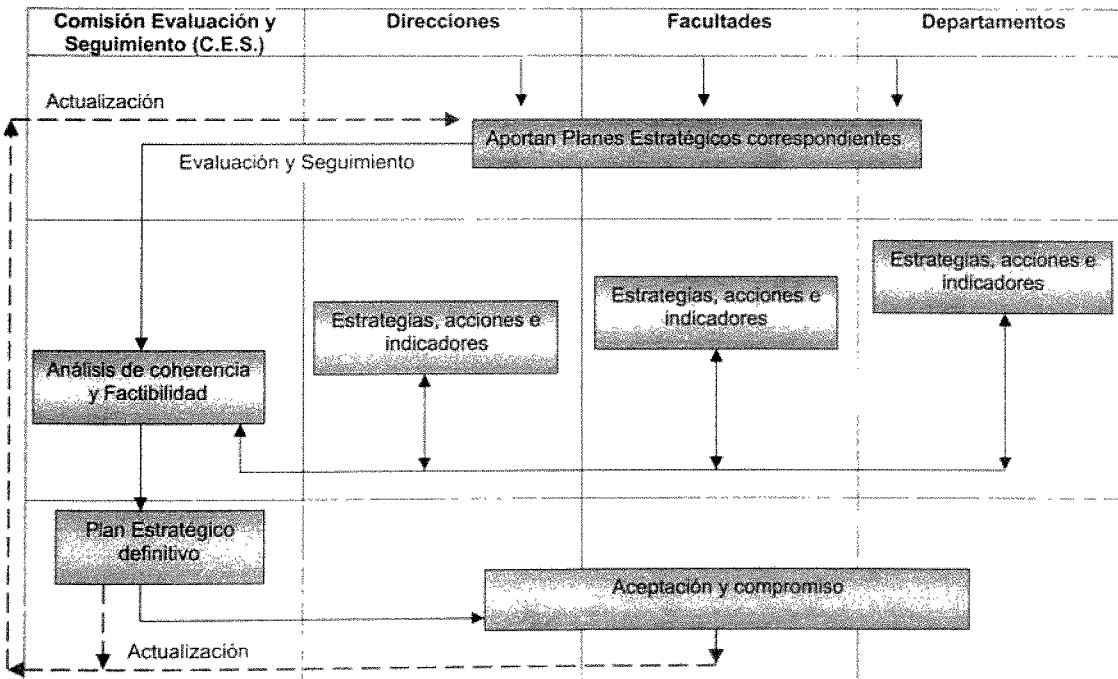 Comisión Evaluación y
Seguimiento (C.E.S.)
Direcciones
Facultades
Departamentos
Actualización
Aportan Planes Estratégicos correspondientes
Evaluación y Seguimiento
Estrategias, acciones e
indicadores
Estrategias, acciones e
indicadores
Estrategias, acciones e
indicadores
Análisis de coherencia
y Factibilidad
Plan Estratégico
definitivo
Aceptación y compromiso
Actualización